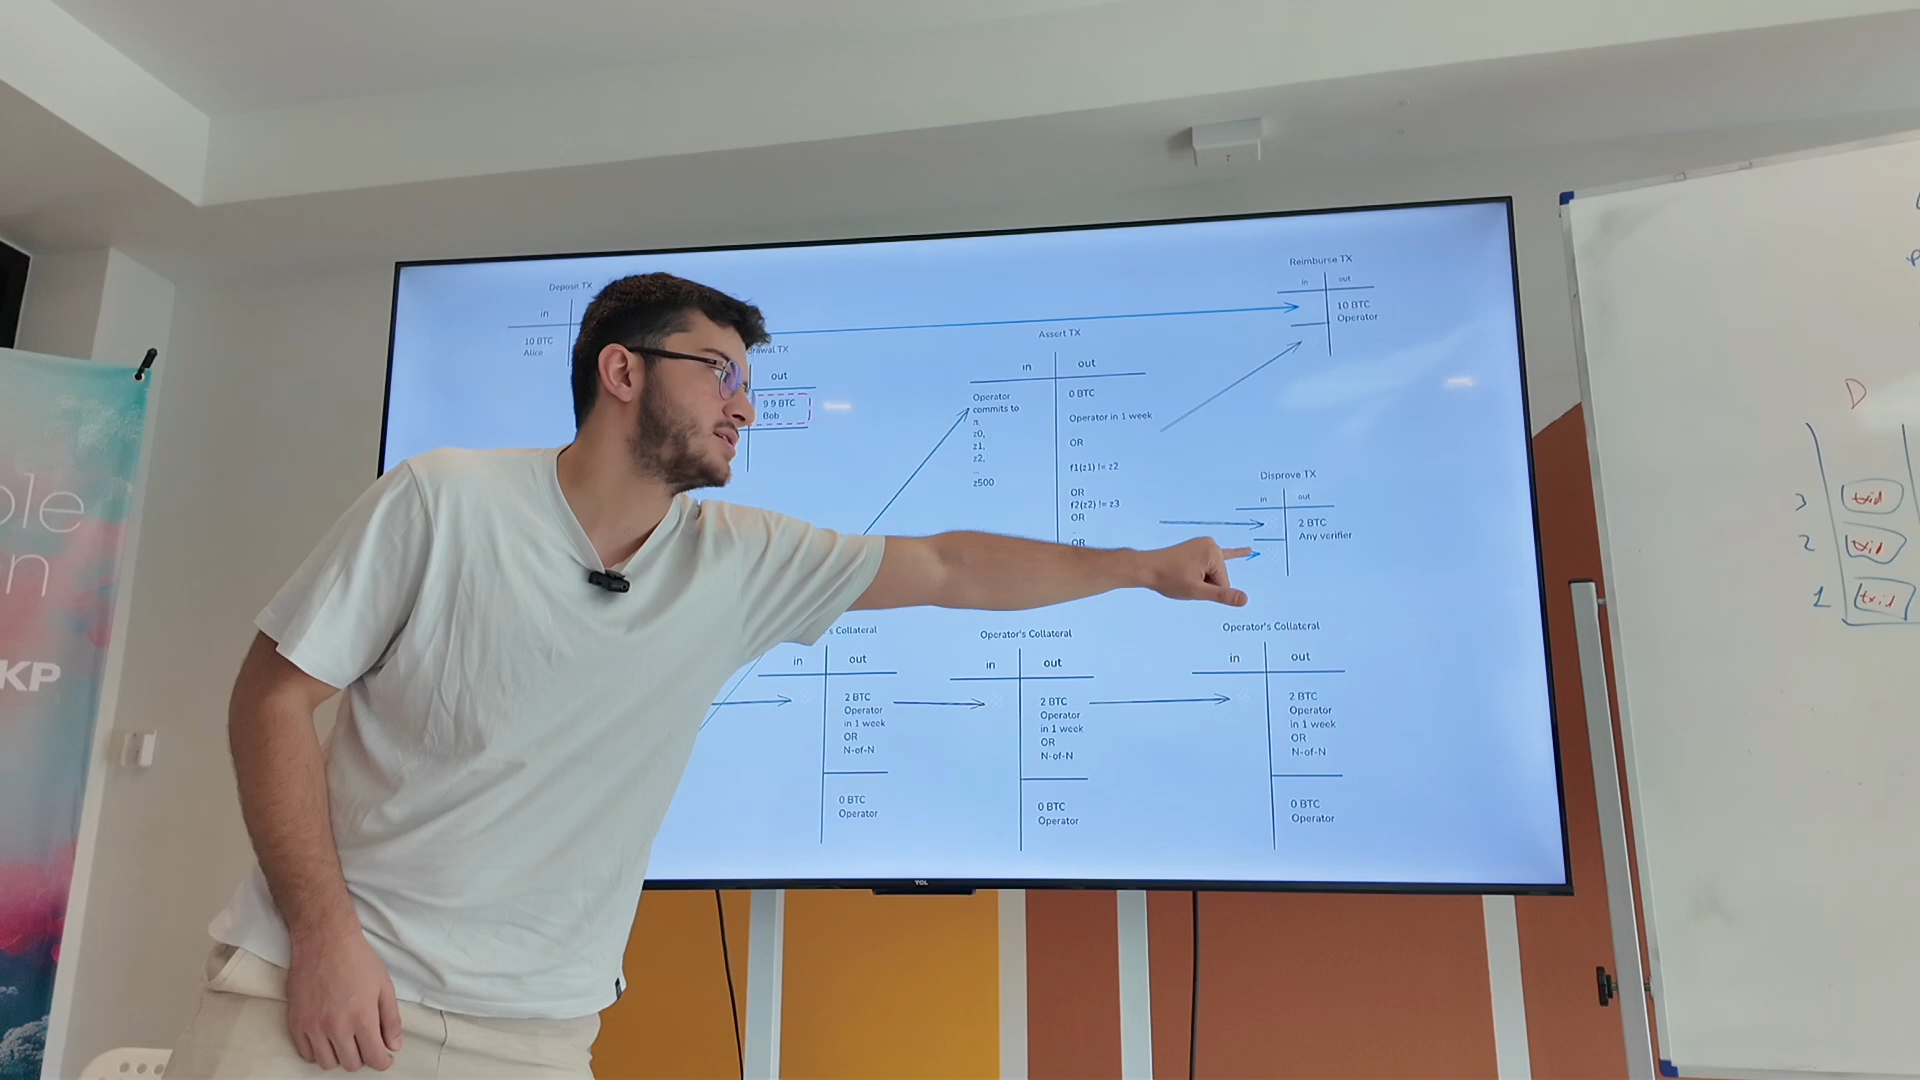 Deposit TX
in
10 BTC
Alice
drawal TX
out
9.9 BTC
Bob
Assert TX
in
out
Operator
commits to
π,
z0,
z1,
z2,
...
z500
0 BTC
Operator in 1 week
OR
f1(z1) != z2
OR
f2(z2) != z3
OR
OR
Reimburse TX
in
out
10 BTC
Operator
Disprove TX
in
out
2 BTC
Any verifier
's Collateral
in
out
2 BTC
Operator
in 1 week
OR
N-of-N
0 BTC
Operator
Operator's Collateral
in
out
2 BTC
Operator
in 1 week
OR
N-of-N
0 BTC
Operator
Operator's Collateral
in
out
2 BTC
Operator
in 1 week
OR
N-of-N
0 BTC
Operator
TCL
KP
D
3 txid
2 txid
1 txid